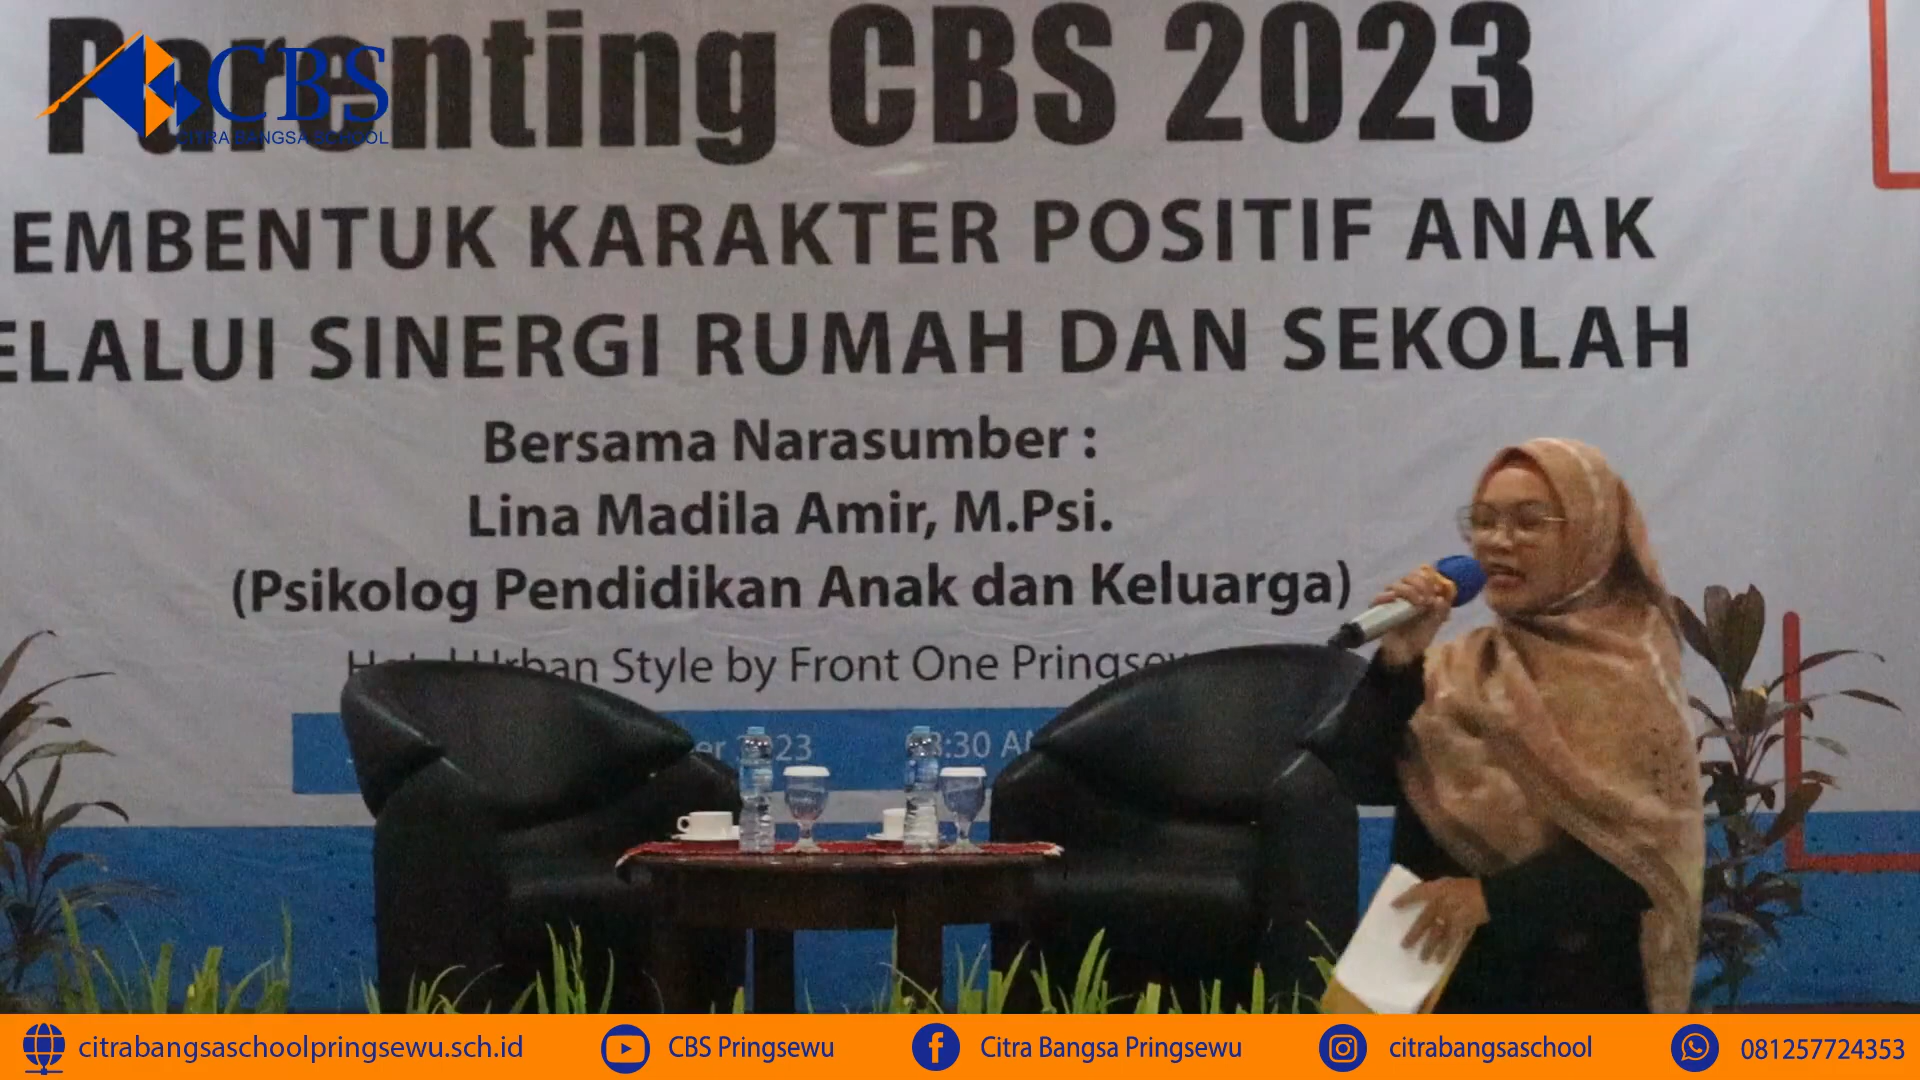 Parenting CBS 2023
CBS
CITRA BANGSA SCHOOL
EMBENTUK KARAKTER POSITIF ANAK
ELALUI SINERGI RUMAH DAN SEKOLAH
Bersama Narasumber :
Lina Madila Amir, M.Psi.
(Psikolog Pendidikan Anak dan Keluarga)
Urban Style by Front One Pringsew
citrabangsaschoolpringsewu.sch.id
CBS Pringsewu
Citra Bangsa Pringsewu
citrabangsaschool
081257724353